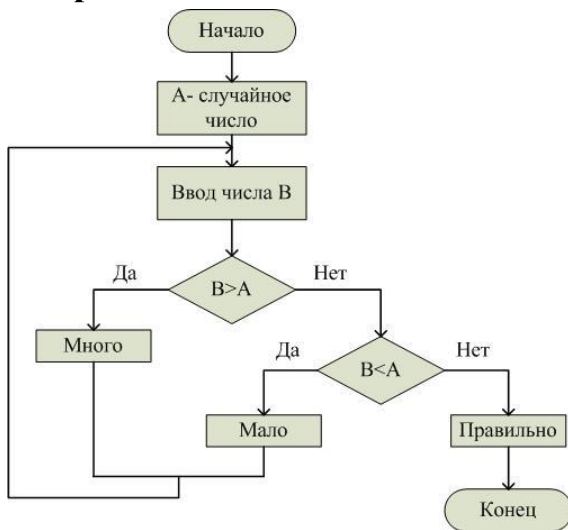 Начало
А- случайное
число
Ввод числа В
Да
Нет
В>А
Много
Да
Нет
В<А
Мало
Правильно
Конец